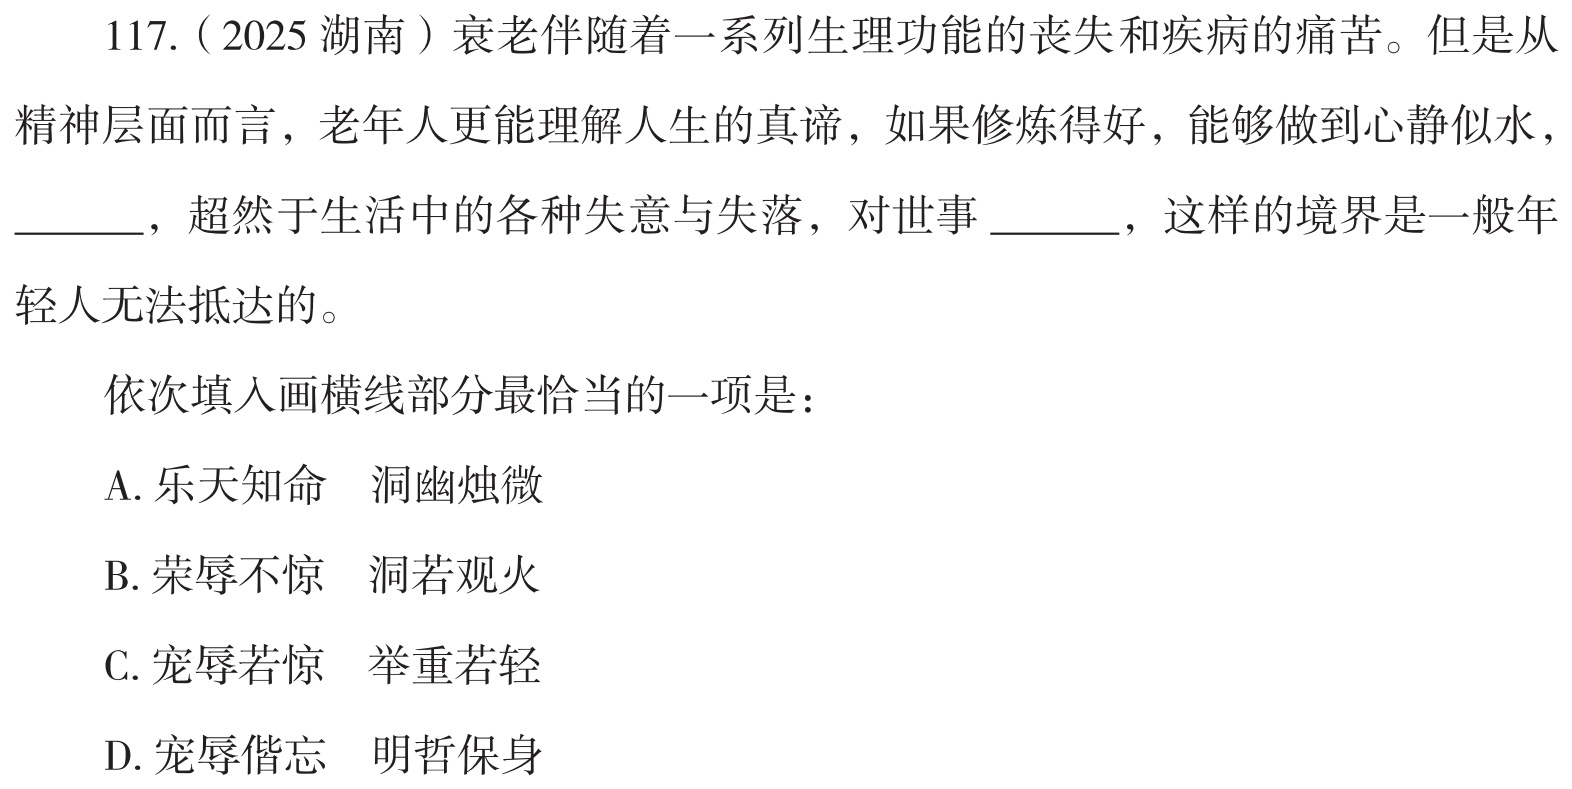 117.（2025 湖南）衰老伴随着一系列生理功能的丧失和疾病的痛苦。但是从
精神层面而言，老年人更能理解人生的真谛，如果修炼得好，能够做到心静似水，
______，超然于生活中的各种失意与失落，对世事 ______，这样的境界是一般年
轻人无法抵达的。
依次填入画横线部分最恰当的一项是：
A. 乐天知命　洞幽烛微
B. 荣辱不惊　洞若观火
C. 宠辱若惊　举重若轻
D. 宠辱偕忘　明哲保身